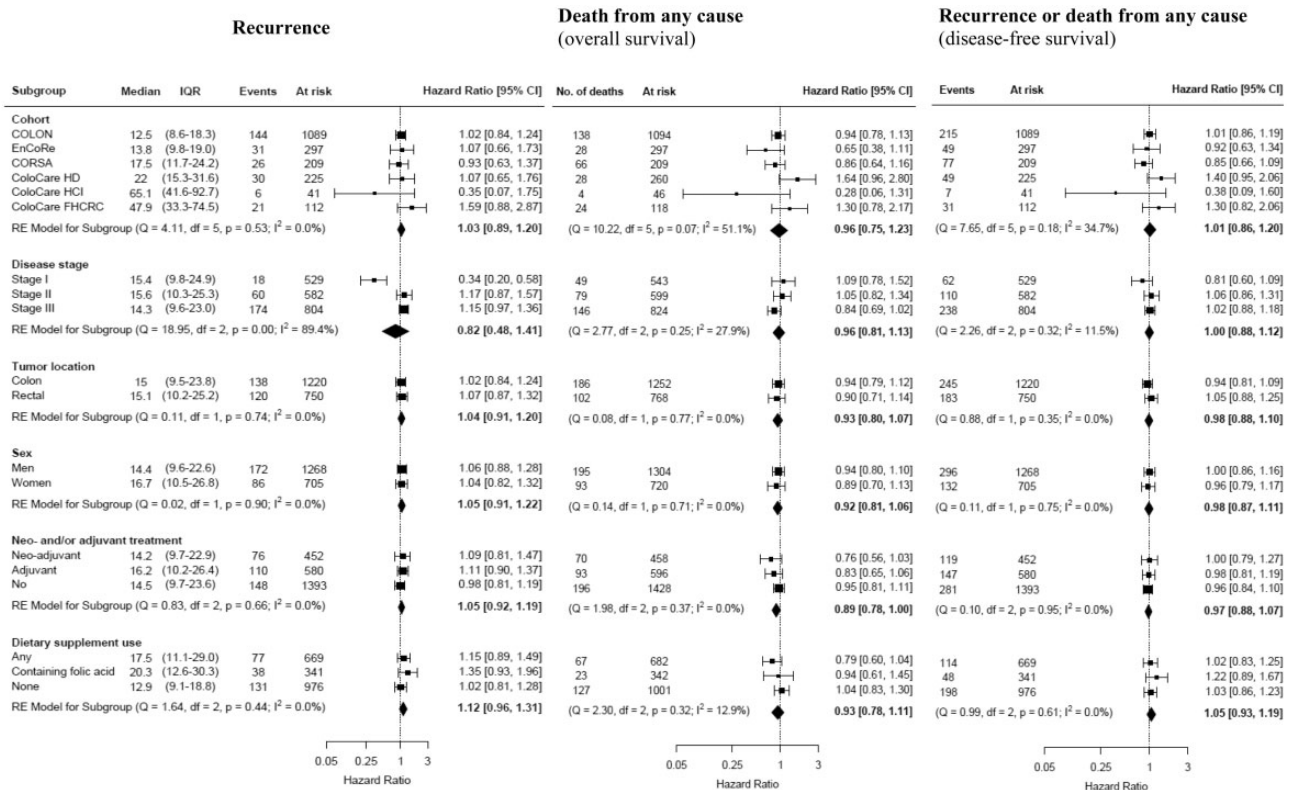 Recurrence
Death from any cause
(overall survival)
Recurrence or death from any cause
(disease-free survival)
Subgroup Median IQR Events At risk Hazard Ratio [95% CI] No. of deaths At risk Hazard Ratio [95% CI] Events At risk Hazard Ratio [95% CI]
Cohort
COLON 12.5 (8.6-18.3) 144 1089 1.02 [0.84, 1.24] 138 1094 0.94 [0.78, 1.13] 215 1089 1.01 [0.86, 1.19]
EnCoRe 13.8 (9.8-19.0) 31 297 1.07 [0.66, 1.73] 28 297 0.65 [0.38, 1.11] 49 297 0.92 [0.63, 1.34]
CORSA 17.5 (11.7-24.2) 26 209 0.93 [0.63, 1.37] 66 209 0.86 [0.64, 1.16] 77 209 0.85 [0.66, 1.09]
ColoCare HD 22 (15.3-31.6) 30 225 1.07 [0.65, 1.76] 28 260 1.64 [0.96, 2.80] 49 225 1.40 [0.95, 2.06]
ColoCare HCI 65.1 (41.6-92.7) 6 41 0.35 [0.07, 1.75] 4 46 0.28 [0.06, 1.31] 7 41 0.38 [0.09, 1.60]
ColoCare FHCRC 47.9 (33.3-74.5) 21 112 1.59 [0.88, 2.87] 24 118 1.30 [0.78, 2.17] 31 112 1.30 [0.82, 2.06]
RE Model for Subgroup (Q = 4.11, df = 5, p = 0.53; I² = 0.0%) 1.03 [0.89, 1.20] (Q = 10.22, df = 5, p = 0.07; I² = 51.1%) 0.96 [0.75, 1.23] (Q = 7.65, df = 5, p = 0.18; I² = 34.7%) 1.01 [0.86, 1.20]
Disease stage
Stage I 15.4 (9.8-24.9) 18 529 0.34 [0.20, 0.58] 49 543 1.09 [0.78, 1.52] 62 529 0.81 [0.60, 1.09]
Stage II 15.6 (10.3-25.3) 60 582 1.17 [0.87, 1.57] 79 599 1.05 [0.82, 1.34] 110 582 1.06 [0.86, 1.31]
Stage III 14.3 (9.6-23.0) 174 804 1.15 [0.97, 1.36] 146 824 0.84 [0.69, 1.02] 238 804 1.02 [0.88, 1.18]
RE Model for Subgroup (Q = 18.95, df = 2, p = 0.00; I² = 89.4%) 0.82 [0.48, 1.41] (Q = 2.77, df = 2, p = 0.25; I² = 27.9%) 0.96 [0.81, 1.13] (Q = 2.26, df = 2, p = 0.32; I² = 11.5%) 1.00 [0.88, 1.12]
Tumor location
Colon 15 (9.5-23.8) 138 1220 1.02 [0.84, 1.24] 186 1252 0.94 [0.79, 1.12] 245 1220 0.94 [0.81, 1.09]
Rectal 15.1 (10.2-25.2) 120 750 1.07 [0.87, 1.32] 102 768 0.90 [0.71, 1.14] 183 750 1.05 [0.88, 1.25]
RE Model for Subgroup (Q = 0.11, df = 1, p = 0.74; I² = 0.0%) 1.04 [0.91, 1.20] (Q = 0.08, df = 1, p = 0.77; I² = 0.0%) 0.93 [0.80, 1.07] (Q = 0.88, df = 1, p = 0.35; I² = 0.0%) 0.98 [0.88, 1.10]
Sex
Men 14.4 (9.6-22.6) 172 1268 1.06 [0.88, 1.28] 195 1304 0.94 [0.80, 1.10] 296 1268 1.00 [0.86, 1.16]
Women 16.7 (10.5-26.8) 86 705 1.04 [0.82, 1.32] 93 720 0.89 [0.70, 1.13] 132 705 0.96 [0.79, 1.17]
RE Model for Subgroup (Q = 0.02, df = 1, p = 0.90; I² = 0.0%) 1.05 [0.91, 1.22] (Q = 0.14, df = 1, p = 0.71; I² = 0.0%) 0.92 [0.81, 1.06] (Q = 0.11, df = 1, p = 0.75; I² = 0.0%) 0.98 [0.87, 1.11]
Neo- and/or adjuvant treatment
Neo-adjuvant 14.2 (9.7-22.9) 76 452 1.09 [0.81, 1.47] 70 458 0.76 [0.56, 1.03] 119 452 1.00 [0.79, 1.27]
Adjuvant 16.2 (10.2-26.4) 110 580 1.11 [0.90, 1.37] 93 596 0.83 [0.65, 1.06] 147 580 0.98 [0.81, 1.19]
No 14.5 (9.7-23.6) 148 1393 0.98 [0.81, 1.19] 196 1428 0.95 [0.81, 1.11] 281 1393 0.96 [0.84, 1.10]
RE Model for Subgroup (Q = 0.83, df = 2, p = 0.66; I² = 0.0%) 1.05 [0.92, 1.19] (Q = 1.98, df = 2, p = 0.37; I² = 0.0%) 0.89 [0.78, 1.00] (Q = 0.10, df = 2, p = 0.95; I² = 0.0%) 0.97 [0.88, 1.07]
Dietary supplement use
Any 17.5 (11.1-29.0) 77 669 1.15 [0.89, 1.49] 67 682 0.79 [0.60, 1.04] 114 669 1.02 [0.83, 1.25]
Containing folic acid 20.3 (12.6-30.3) 38 341 1.35 [0.93, 1.96] 23 342 0.94 [0.61, 1.45] 48 341 1.22 [0.89, 1.67]
None 12.9 (9.1-18.8) 131 976 1.02 [0.81, 1.28] 127 1001 1.04 [0.83, 1.30] 198 976 1.03 [0.86, 1.23]
RE Model for Subgroup (Q = 1.64, df = 2, p = 0.44; I² = 0.0%) 1.12 [0.96, 1.31] (Q = 2.30, df = 2, p = 0.32; I² = 12.9%) 0.93 [0.78, 1.11] (Q = 0.99, df = 2, p = 0.61; I² = 0.0%) 1.05 [0.93, 1.19]
0.05 0.25 1 3 0.05 0.25 1 3 0.05 0.25 1 3
Hazard Ratio Hazard Ratio Hazard Ratio